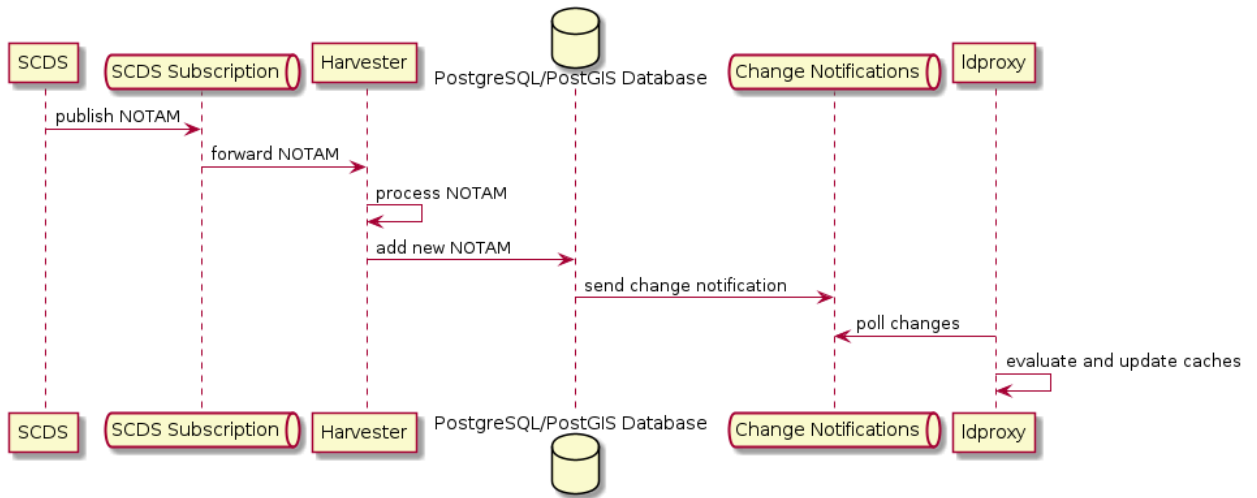 SCDS
SCDS Subscription
Harvester
PostgreSQL/PostGIS Database
Change Notifications
ldproxy
publish NOTAM
forward NOTAM
process NOTAM
add new NOTAM
send change notification
poll changes
evaluate and update caches
SCDS
SCDS Subscription
Harvester
PostgreSQL/PostGIS Database
Change Notifications
ldproxy